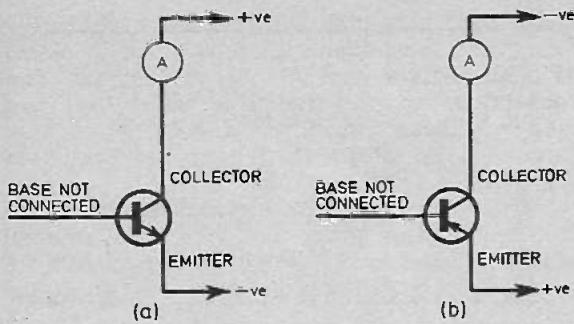 +ve
A
COLLECTOR
BASE NOT
CONNECTED
EMITTER
-ve
(a)
-ve
A
COLLECTOR
BASE NOT
CONNECTED
EMITTER
+ve
(b)